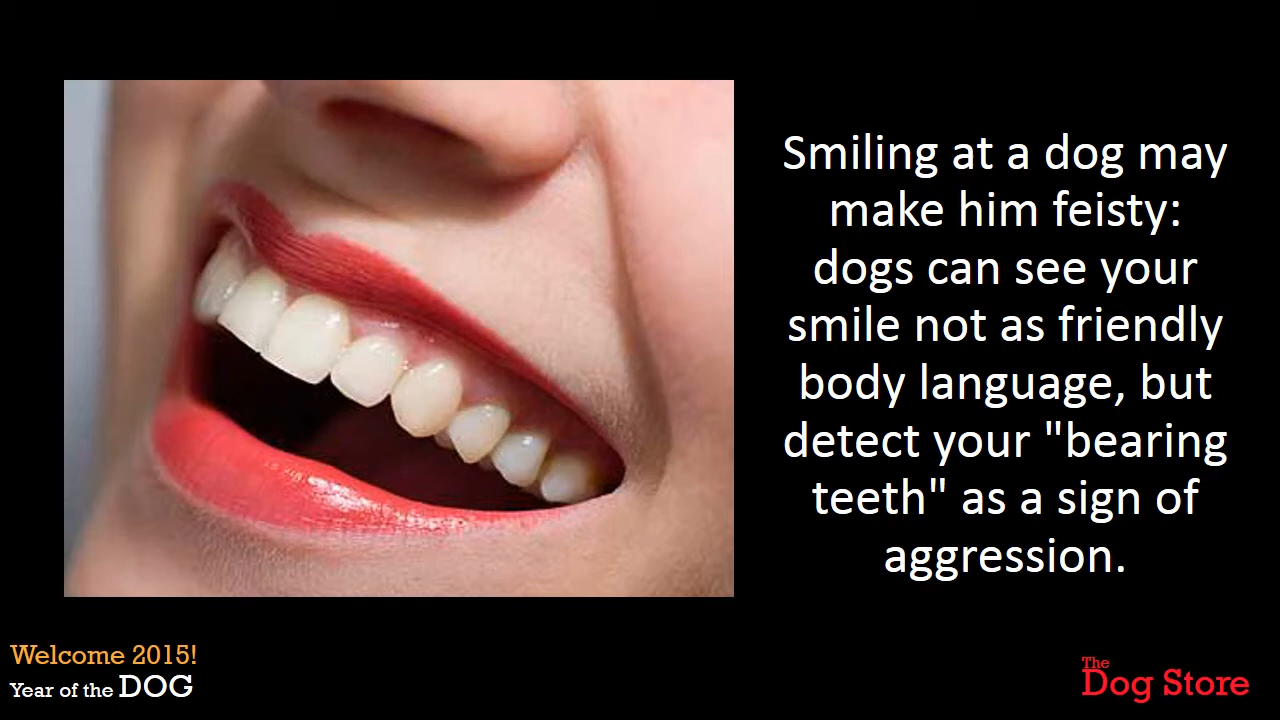 Smiling at a dog may
make him feisty:
dogs can see your
smile not as friendly
body language, but
detect your "bearing
teeth" as a sign of
aggression.
Welcome 2015!
Year of the DOG
The
Dog Store